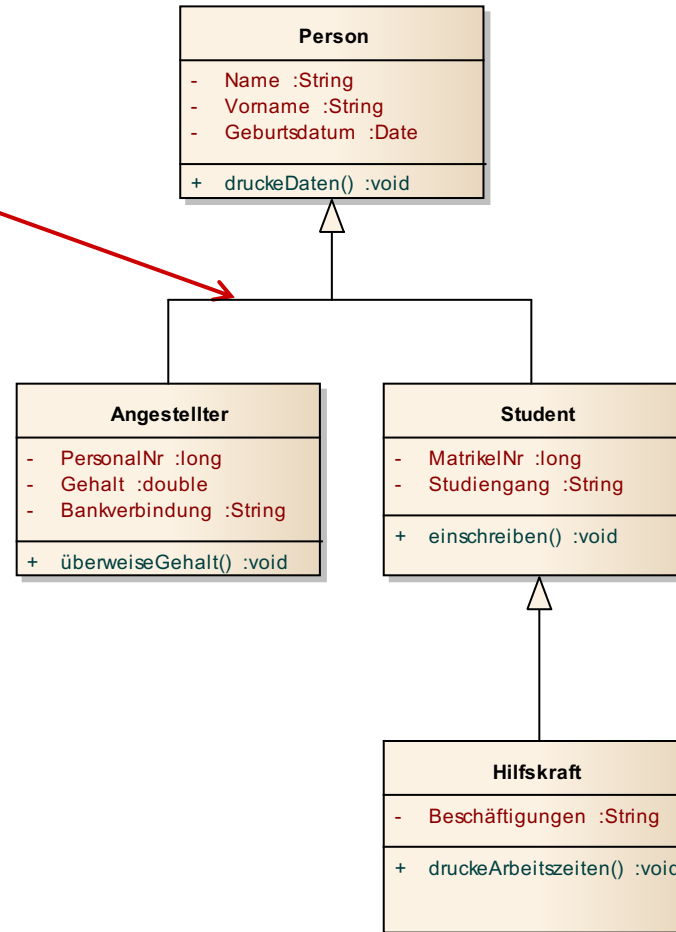 Person
- Name :String
- Vorname :String
- Geburtsdatum :Date
+ druckeDaten() :void
Angestellter
- PersonalNr :long
- Gehalt :double
- Bankverbindung :String
+ überweiseGehalt() :void
Student
- MatrikelNr :long
- Studiengang :String
+ einschreiben() :void
Hilfskraft
- Beschäftigungen :String
+ druckeArbeitszeiten() :void